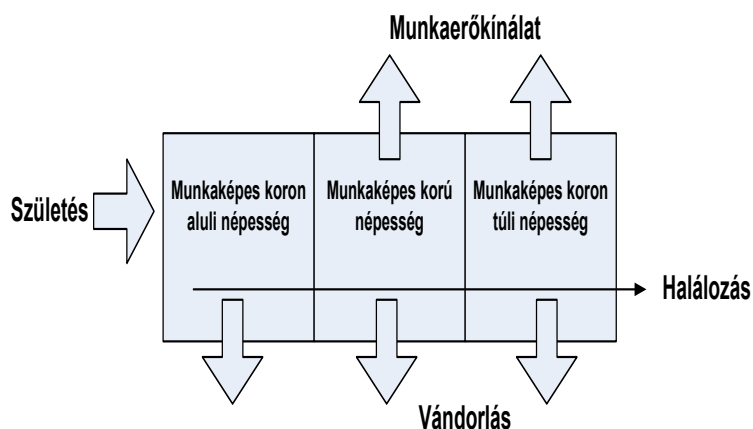 Munkaerőkínálat
Születés
Munkaképes koron
aluli népesség
Munkaképes korú
népesség
Munkaképes koron
túli népesség
Halálozás
Vándorlás